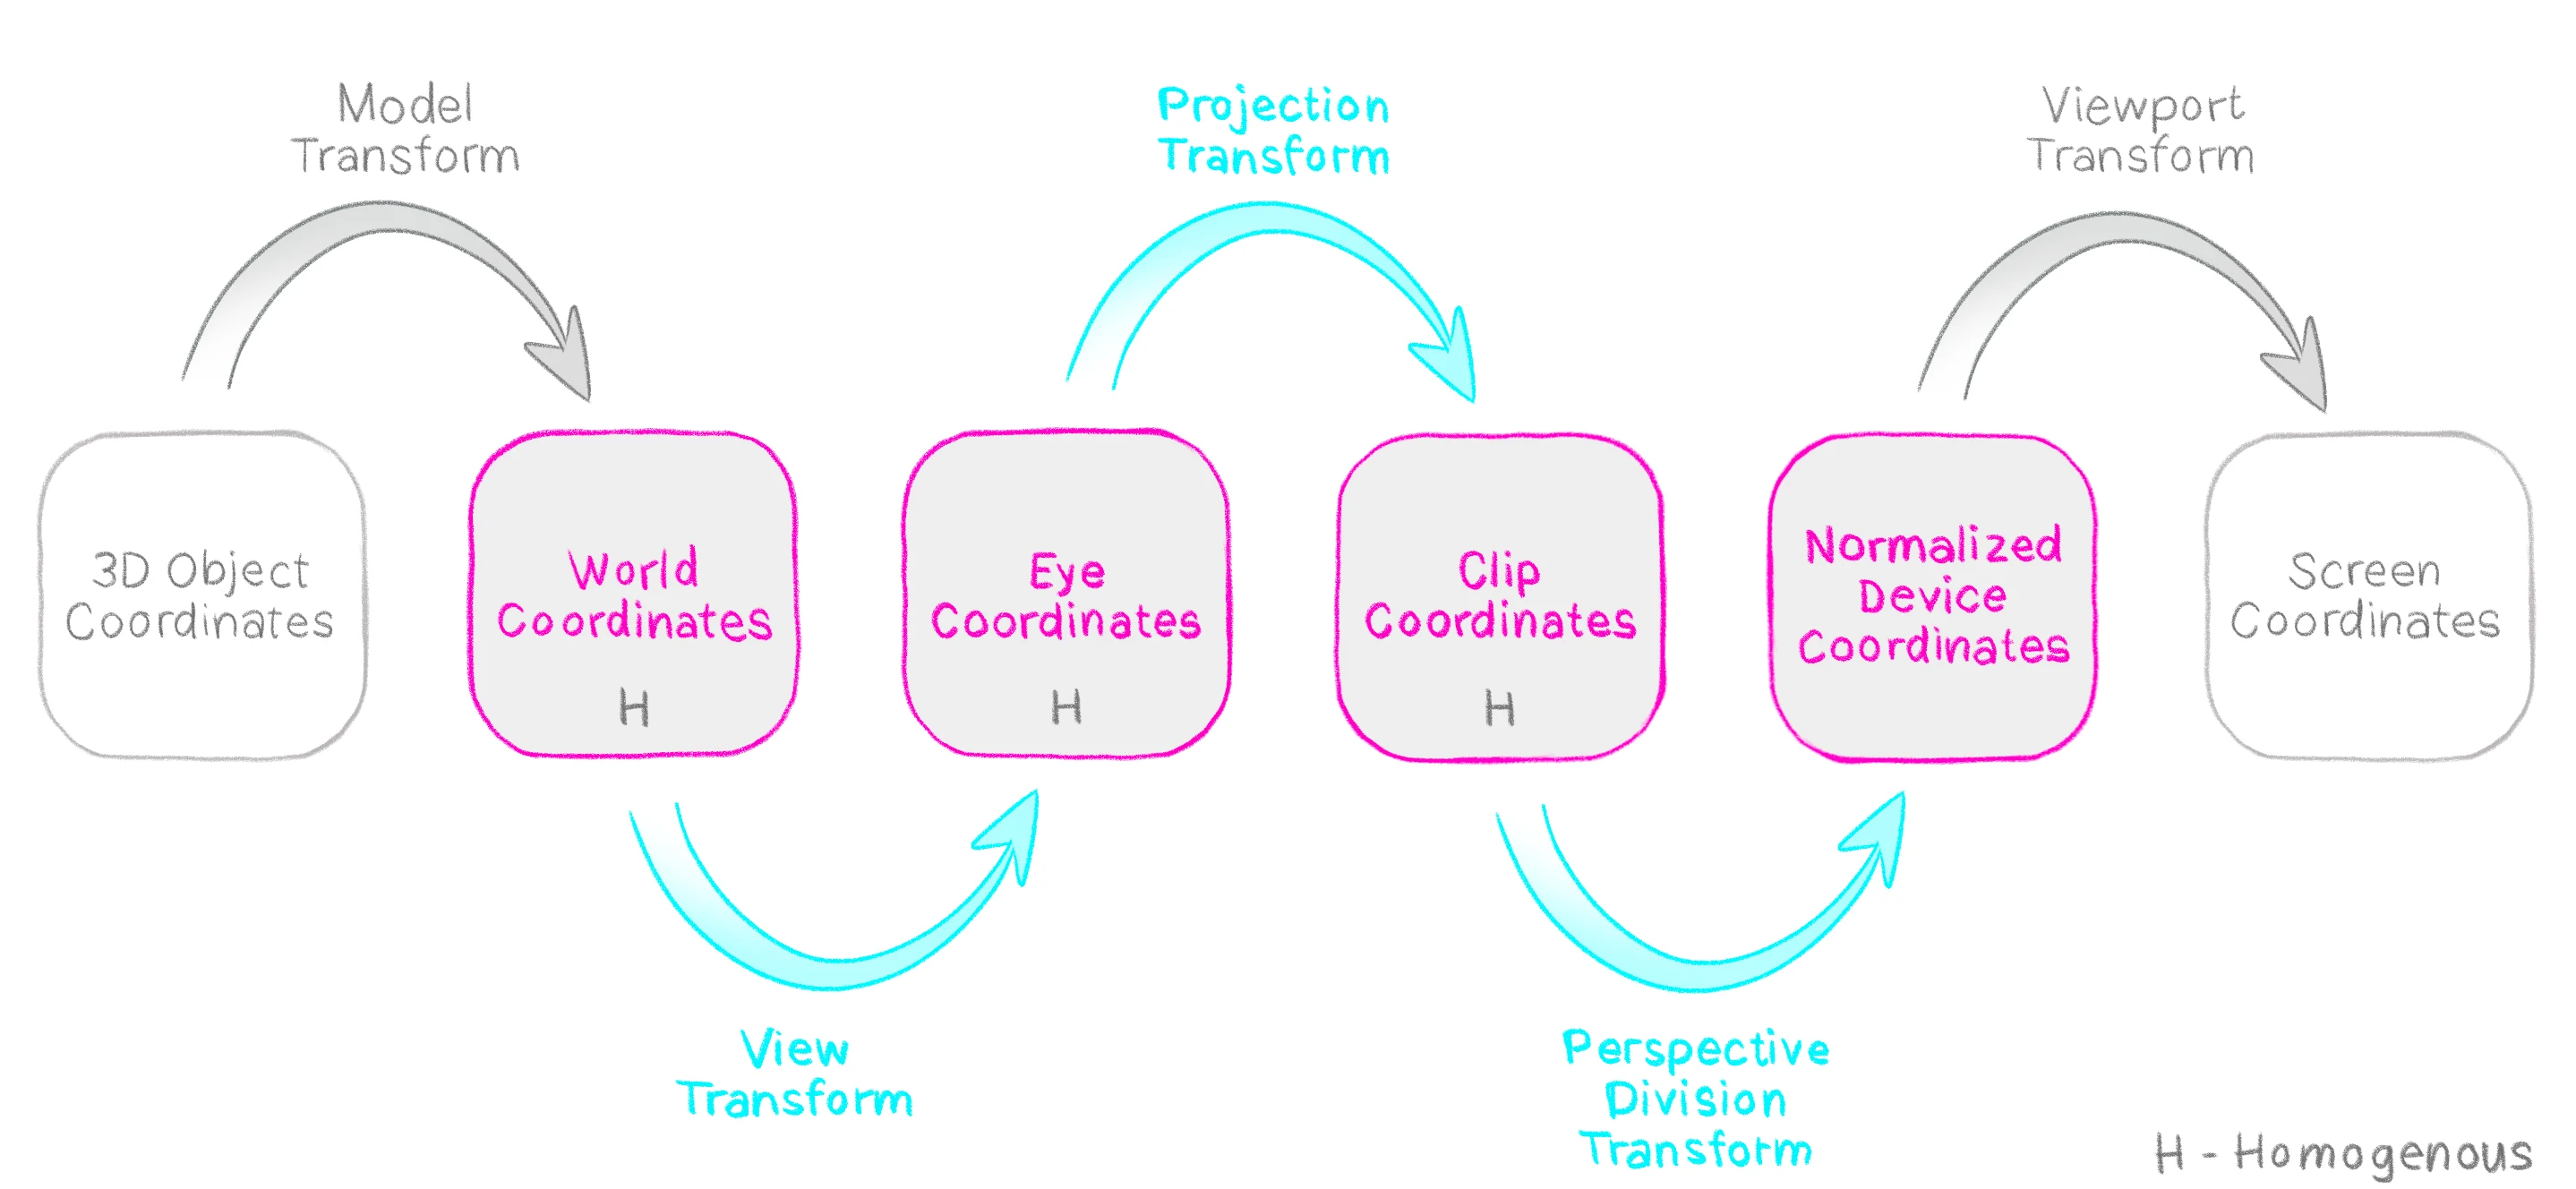 Model
Transform
Projection
Transform
Viewport
Transform
3D Object
Coordinates
World
Coordinates
H
Eye
Coordinates
H
Clip
Coordinates
H
Normalized
Device
Coordinates
Screen
Coordinates
View
Transform
Perspective
Division
Transform
H - Homogenous